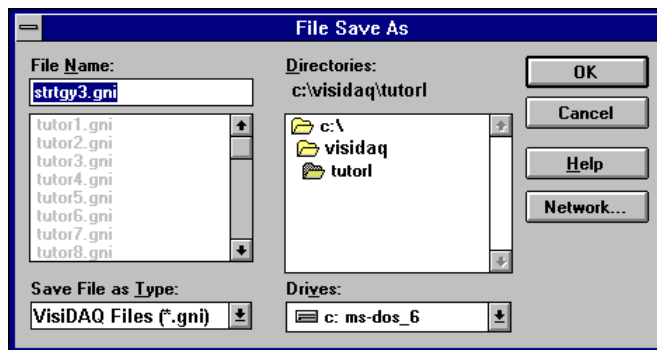 File Save As
File Name:
strtgy3.gni
tutor1.gni
tutor2.gni
tutor3.gni
tutor4.gni
tutor5.gni
tutor6.gni
tutor7.gni
tutor8.gni
Save File as Type:
VisiDAQ Files (*.gni)
Directories:
c:\visidaq\tutorl
c:\
visidaq
tutorl
Drives:
c: ms-dos_6
OK
Cancel
Help
Network...